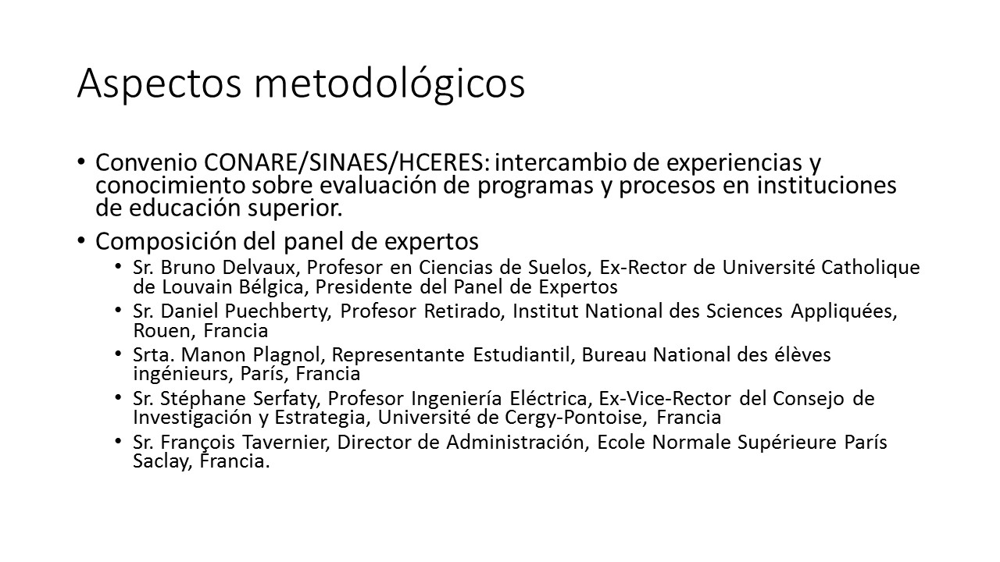 Aspectos metodológicos
• Convenio CONARE/SINAES/HCERES: intercambio de experiencias y
conocimiento sobre evaluación de programas y procesos en instituciones
de educación superior.
• Composición del panel de expertos
• Sr. Bruno Delvaux, Profesor en Ciencias de Suelos, Ex-Rector de Université Catholique
de Louvain Bélgica, Presidente del Panel de Expertos
• Sr. Daniel Puechberty, Profesor Retirado, Institut National des Sciences Appliquées,
Rouen, Francia
• Srta. Manon Plagnol, Representante Estudiantil, Bureau National des élèves
ingénieurs, París, Francia
• Sr. Stéphane Serfaty, Profesor Ingeniería Eléctrica, Ex-Vice-Rector del Consejo de
Investigación y Estrategia, Université de Cergy-Pontoise, Francia
• Sr. François Tavernier, Director de Administración, Ecole Normale Supérieure París
Saclay, Francia.